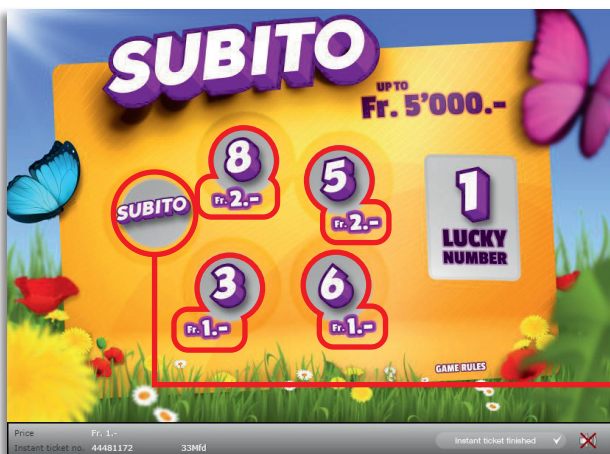 SUBITO
UP TO
Fr. 5'000.-
8
Fr. 2.-
5
Fr. 2.-
SUBITO
1
LUCKY
NUMBER
3
Fr. 1.-
6
Fr. 1.-
GAME RULES
Price Fr. 1.-
Instant ticket no. 44481172 33Mfd
Instant ticket finished